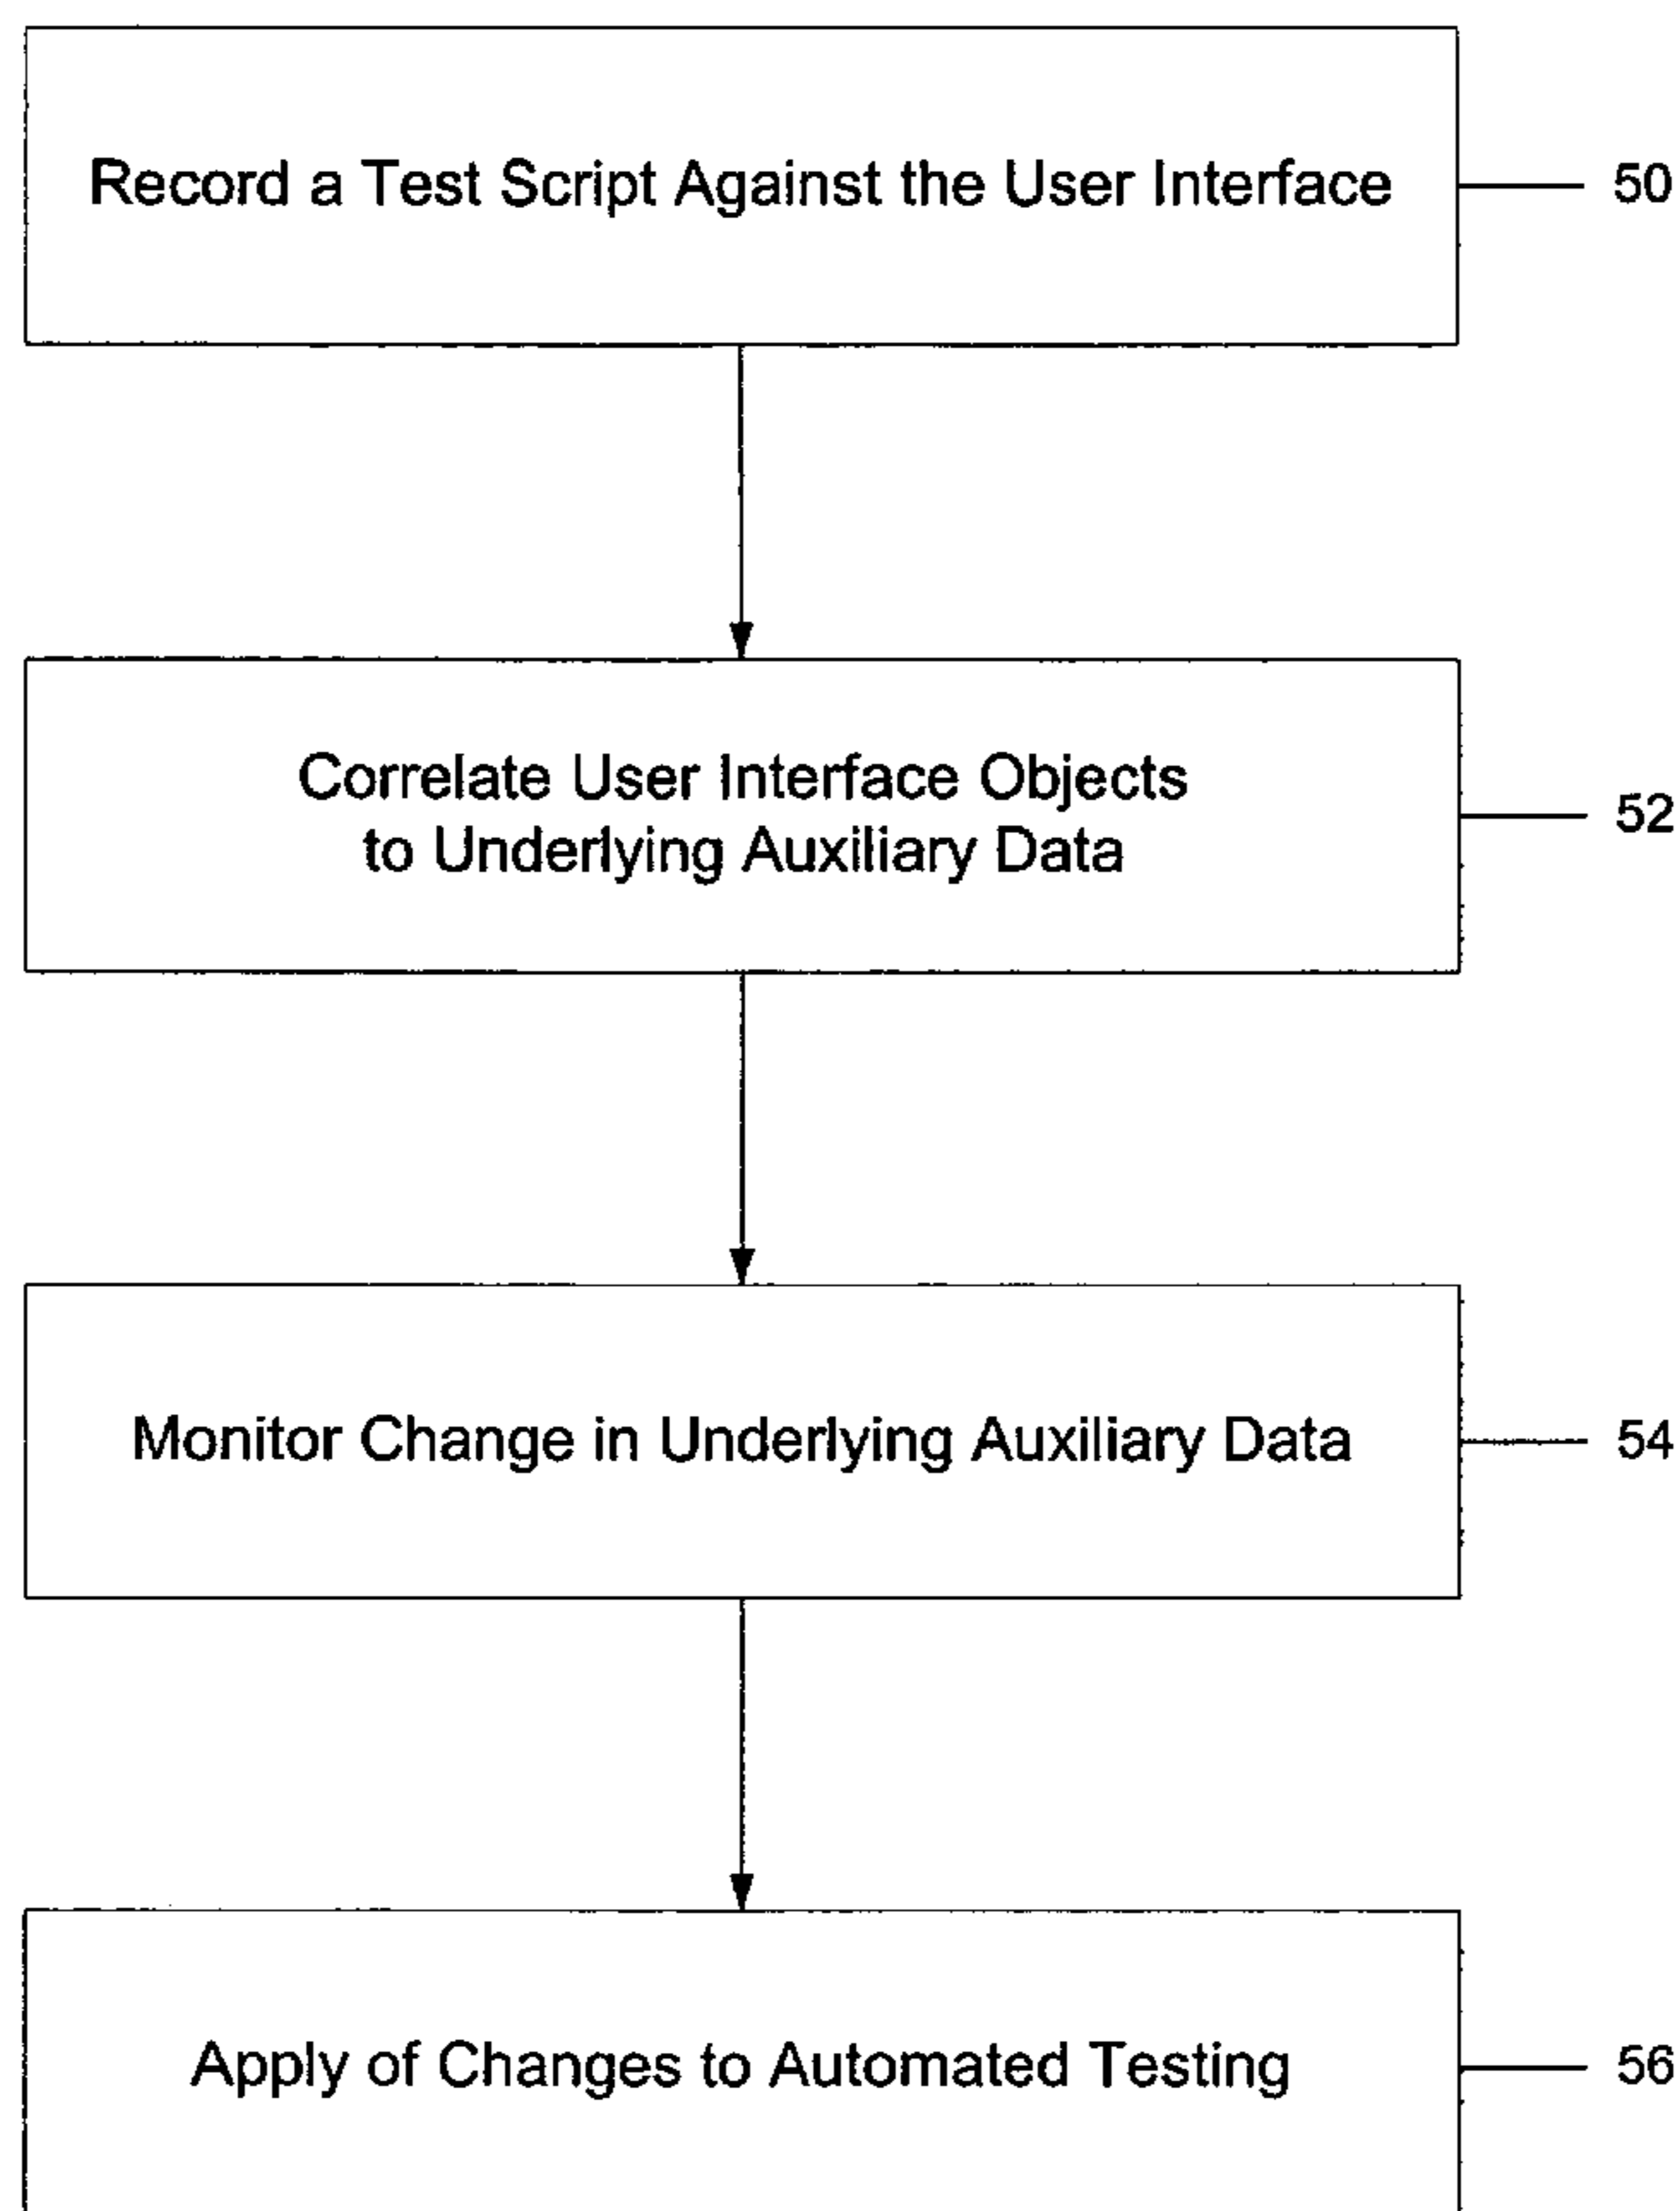 Record a Test Script Against the User Interface
50
Correlate User Interface Objects
to Underlying Auxiliary Data
52
Monitor Change in Underlying Auxiliary Data
54
Apply of Changes to Automated Testing
56